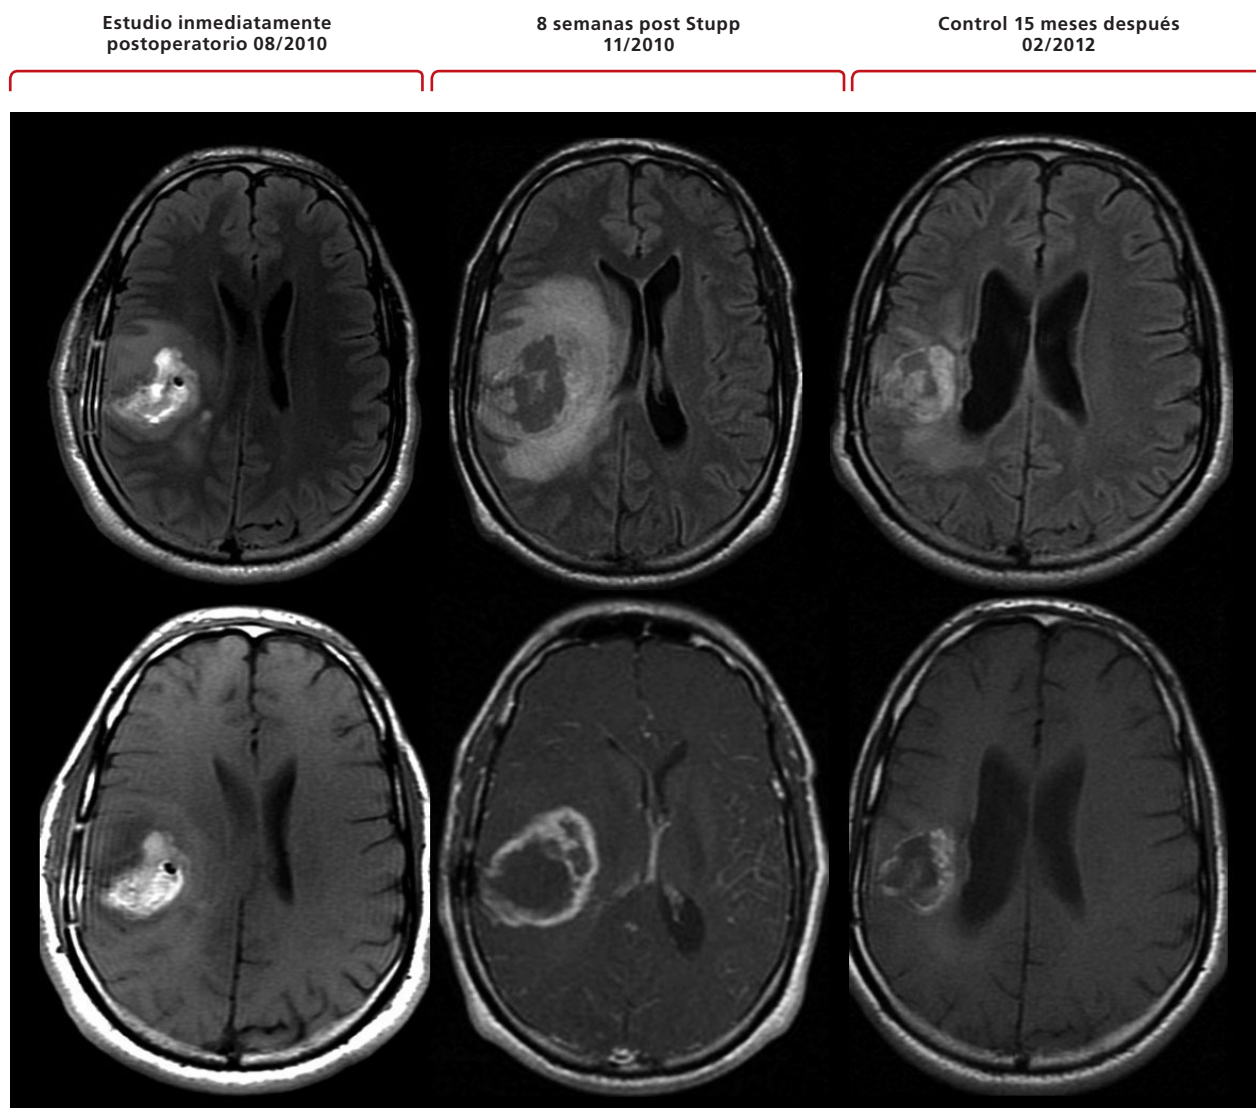 Estudio inmediatamente
postoperatorio 08/2010
8 semanas post Stupp
11/2010
Control 15 meses después
02/2012